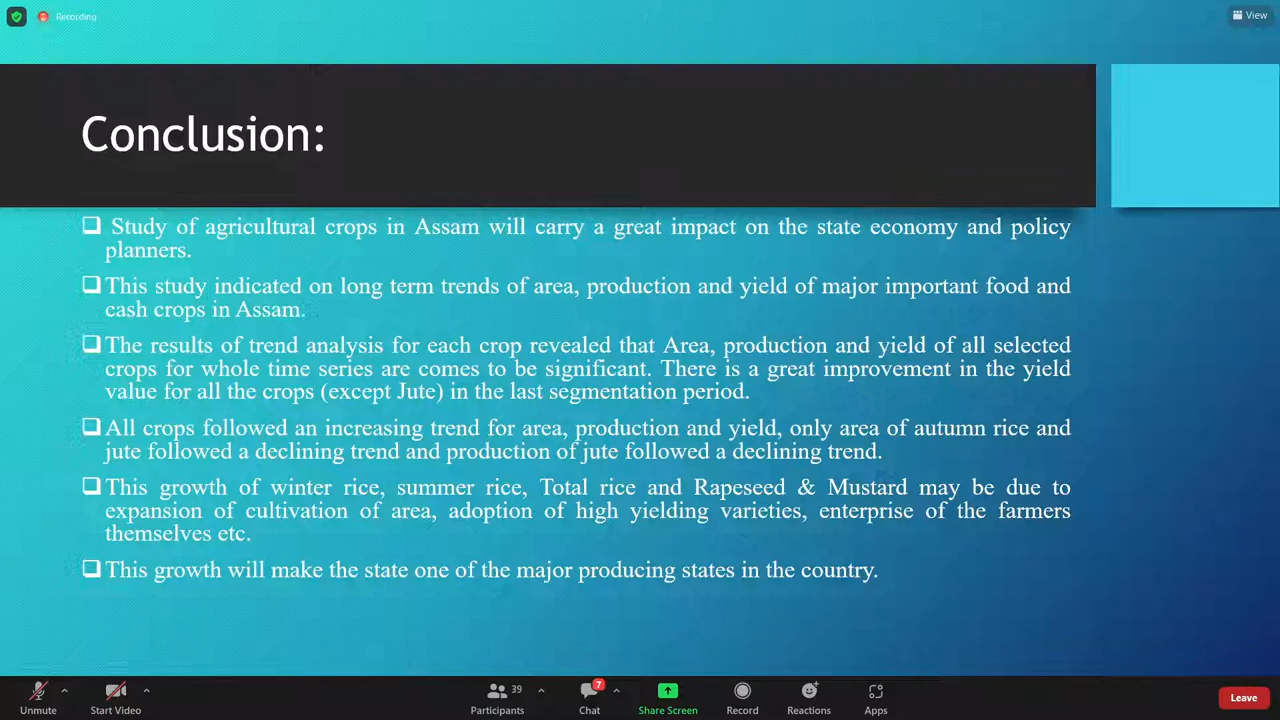 Recording
View
Conclusion:
Study of agricultural crops in Assam will carry a great impact on the state economy and policy
planners.
This study indicated on long term trends of area, production and yield of major important food and
cash crops in Assam.
The results of trend analysis for each crop revealed that Area, production and yield of all selected
crops for whole time series are comes to be significant. There is a great improvement in the yield
value for all the crops (except Jute) in the last segmentation period.
All crops followed an increasing trend for area, production and yield, only area of autumn rice and
jute followed a declining trend and production of jute followed a declining trend.
This growth of winter rice, summer rice, Total rice and Rapeseed & Mustard may be due to
expansion of cultivation of area, adoption of high yielding varieties, enterprise of the farmers
themselves etc.
This growth will make the state one of the major producing states in the country.
39
7
Unmute
Start Video
Participants
Chat
Share Screen
Record
Reactions
Apps
Leave